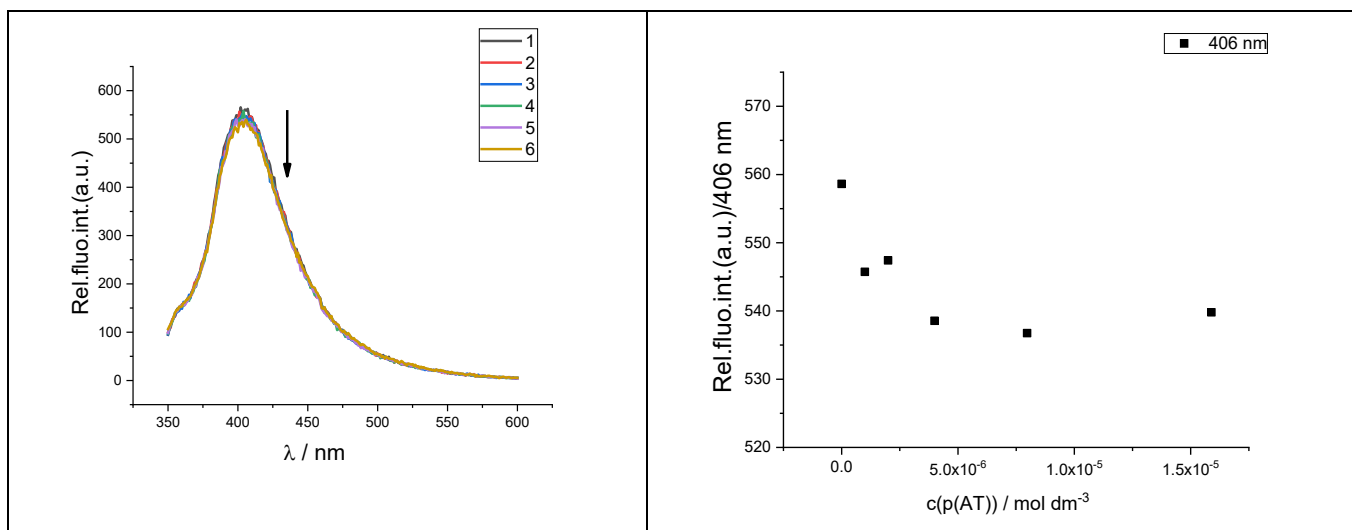 1
2
3
4
5
6
Rel.fluo.int.(a.u.)
600
500
400
300
200
100
0
350 400 450 500 550 600
λ / nm
406 nm
Rel.fluo.int.(a.u.)/406 nm
570
560
550
540
530
520
0.0 5.0x10⁻⁶ 1.0x10⁻⁵ 1.5x10⁻⁵
c(p(AT)) / mol dm⁻³